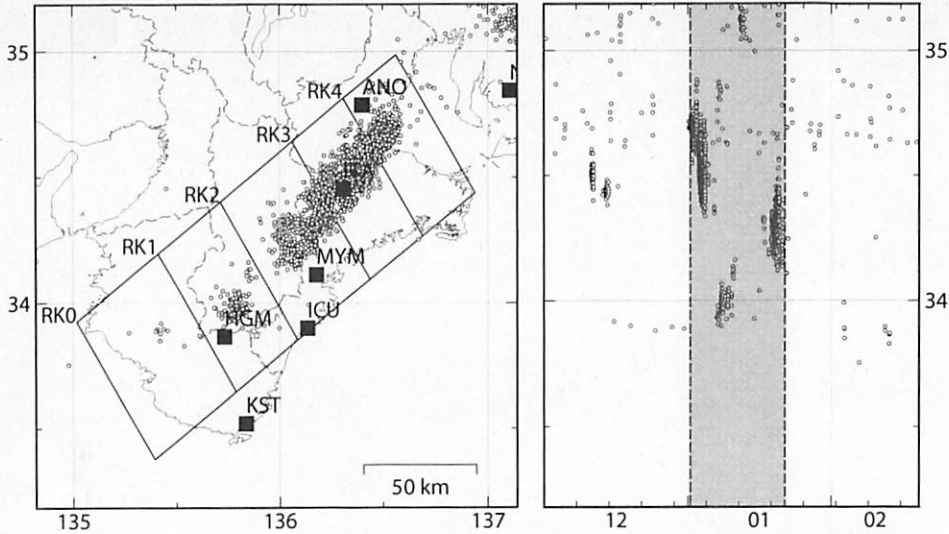 35
35
RK4
ANO
RK3
RK2
MYM
RK1
34
34
ICU
RK0
HGM
KST
50 km
135
136
137
12
01
02